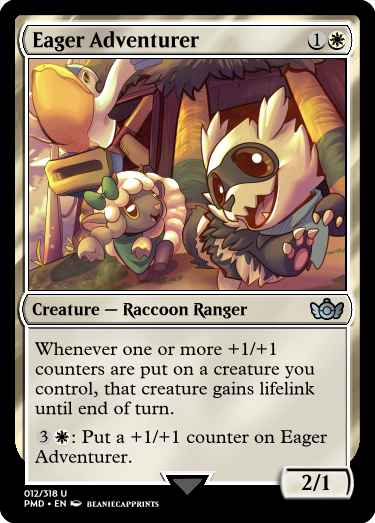 Eager Adventurer 1
Creature — Raccoon Ranger
Whenever one or more +1/+1
counters are put on a creature you
control, that creature gains lifelink
until end of turn.
3 : Put a +1/+1 counter on Eager
Adventurer.
2/1
012/318 U
PMD • EN BEANIECAPPRINTS